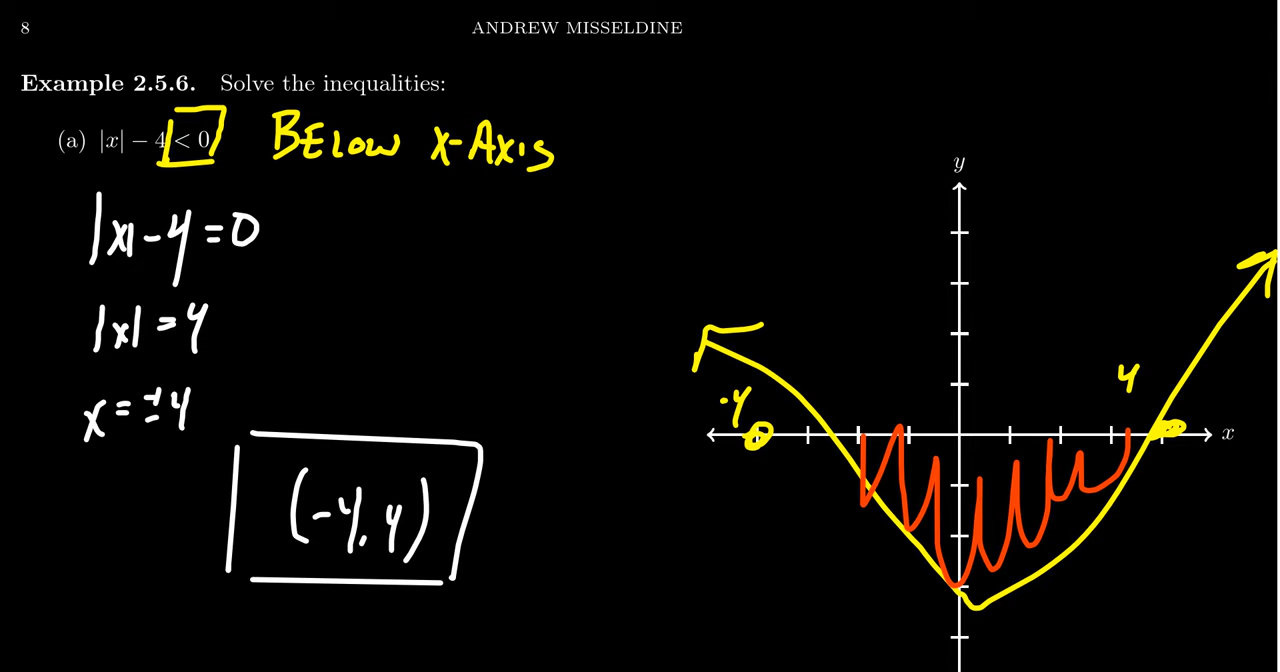 8
ANDREW MISSELDINE
Example 2.5.6. Solve the inequalities:
(a) |x| − 4 < 0 BELOW X-AXIS
|x| - 4 = 0
|x| = 4
x = ±4
(-4, 4)
y
4
-4
x